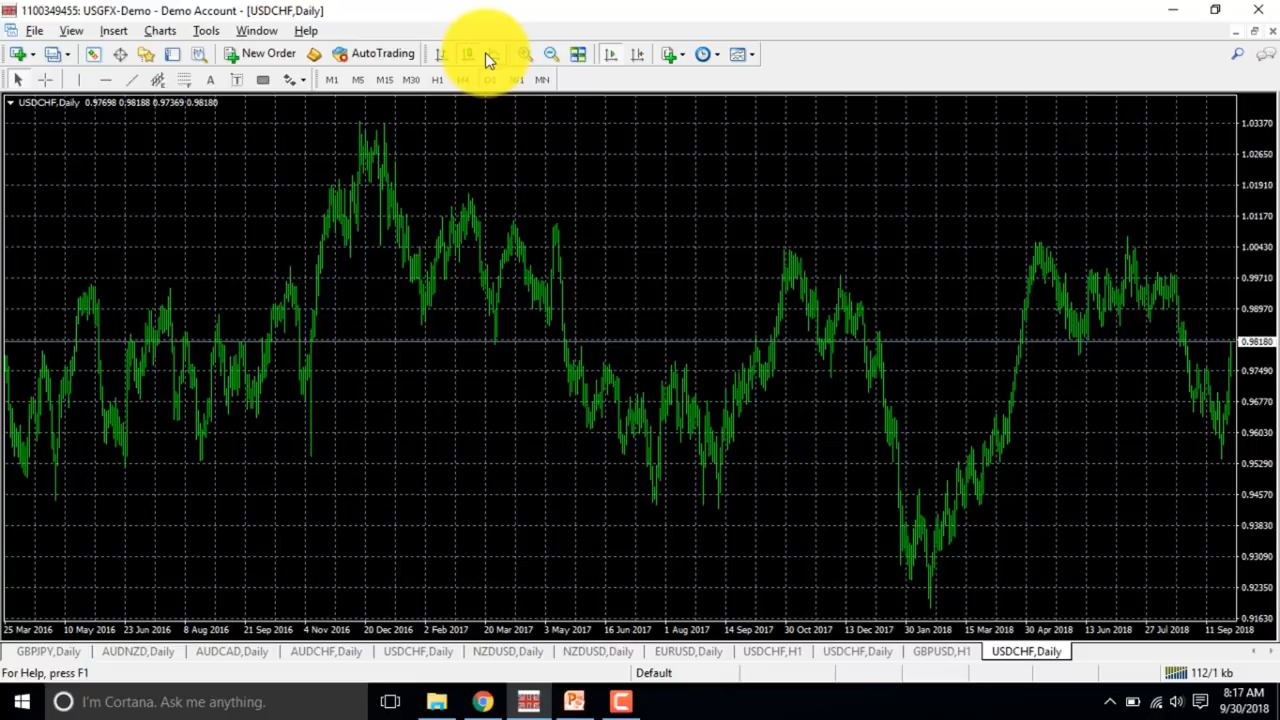 1100349455: USGFX-Demo - Demo Account - [USDCHF,Daily]
File View Insert Charts Tools Window Help
New Order AutoTrading
A T M1 M5 M15 M30 H1 H4 D1 W1 MN
USDCHF,Daily 0.97698 0.98188 0.97369 0.98180
1.03370
1.02650
1.01910
1.01170
1.00430
0.99710
0.98970
0.98180
0.97490
0.96770
0.96030
0.95290
0.94570
0.93830
0.93090
0.92350
0.91630
25 Mar 2016 10 May 2016 23 Jun 2016 8 Aug 2016 21 Sep 2016 4 Nov 2016 20 Dec 2016 2 Feb 2017 20 Mar 2017 3 May 2017 16 Jun 2017 1 Aug 2017 14 Sep 2017 30 Oct 2017 13 Dec 2017 30 Jan 2018 15 Mar 2018 30 Apr 2018 13 Jun 2018 27 Jul 2018 11 Sep 2018
GBPJPY,Daily AUDNZD,Daily AUDCAD,Daily AUDCHF,Daily USDCHF,Daily NZDUSD,Daily NZDUSD,Daily EURUSD,Daily USDCHF,H1 USDCHF,Daily GBPUSD,H1 USDCHF,Daily
For Help, press F1 Default 112/1 kb
I'm Cortana. Ask me anything.
8:17 AM
9/30/2018